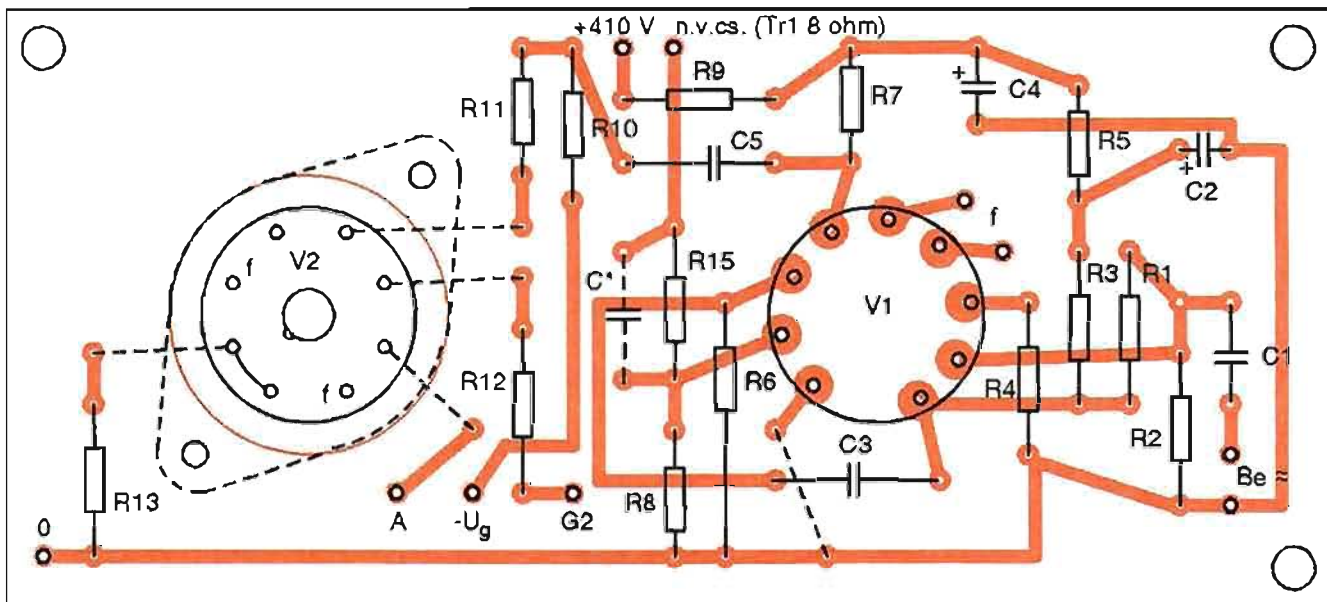 +410 V n.v.cs. (Tr1 8 ohm)
R11
R10
R9
C5
R7
+
C4
R5
+
C2
f
V2
f
C*
R15
V1
f
R3
R1
R13
R12
R6
R4
C1
R2
C3
R8
0
A
-Ug
G2
Be ≈